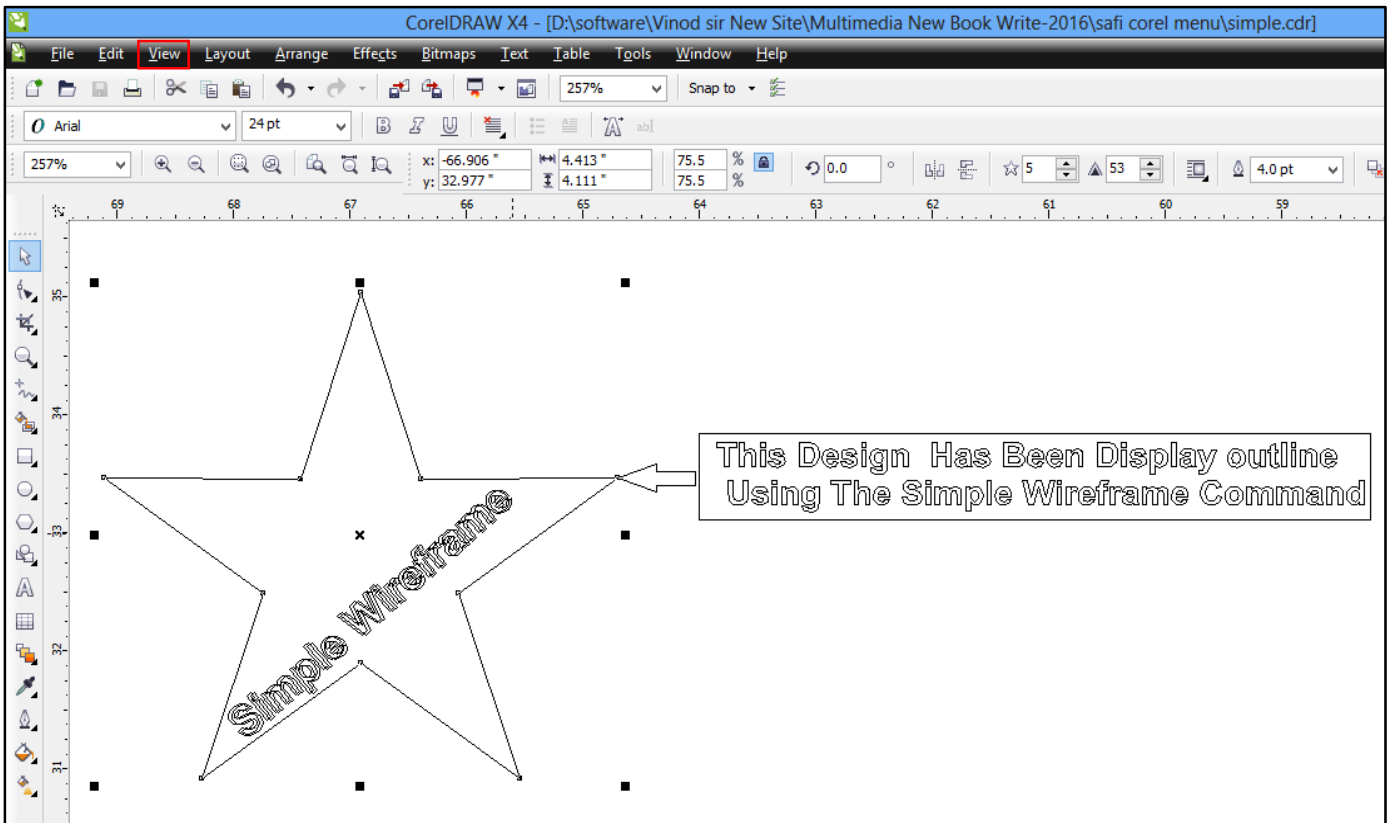 CorelDRAW X4 - [D:\software\Vinod sir New Site\Multimedia New Book Write-2016\safi corel menu\simple.cdr]
File Edit View Layout Arrange Effects Bitmaps Text Table Tools Window Help
257% Snap to
O Arial 24 pt B I U A abI
257% x: -66.906 " 4.413 " 75.5 % 0.0 ° 5 53 4.0 pt
y: 32.977 " 4.111 " 75.5 %
69 68 67 66 65 64 63 62 61 60 59
35
34
33
32
31
This Design Has Been Display outline
Using The Simple Wireframe Command
Simple Wireframe